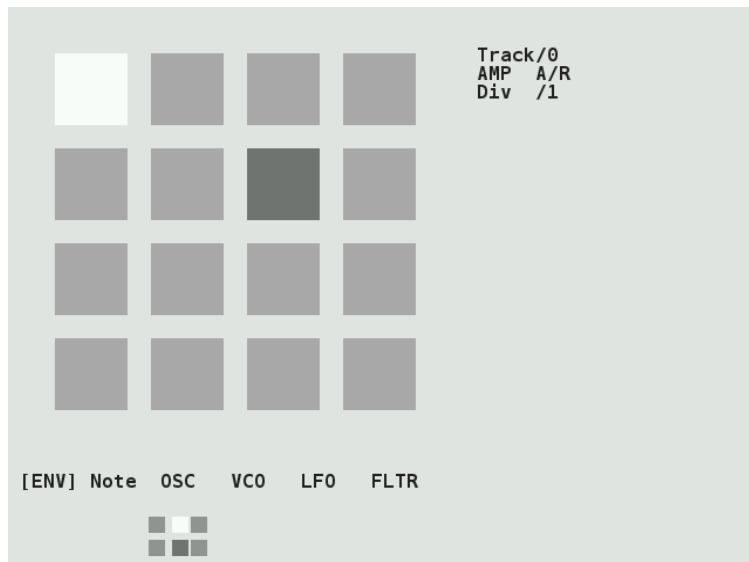 Track/0
AMP  A/R
Div  /1
[ENV] Note  OSC  VCO  LFO  FLTR